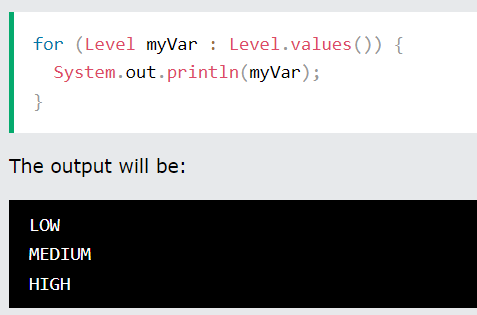 for (Level myVar : Level.values()) {
  System.out.println(myVar);
}
The output will be:
LOW
MEDIUM
HIGH